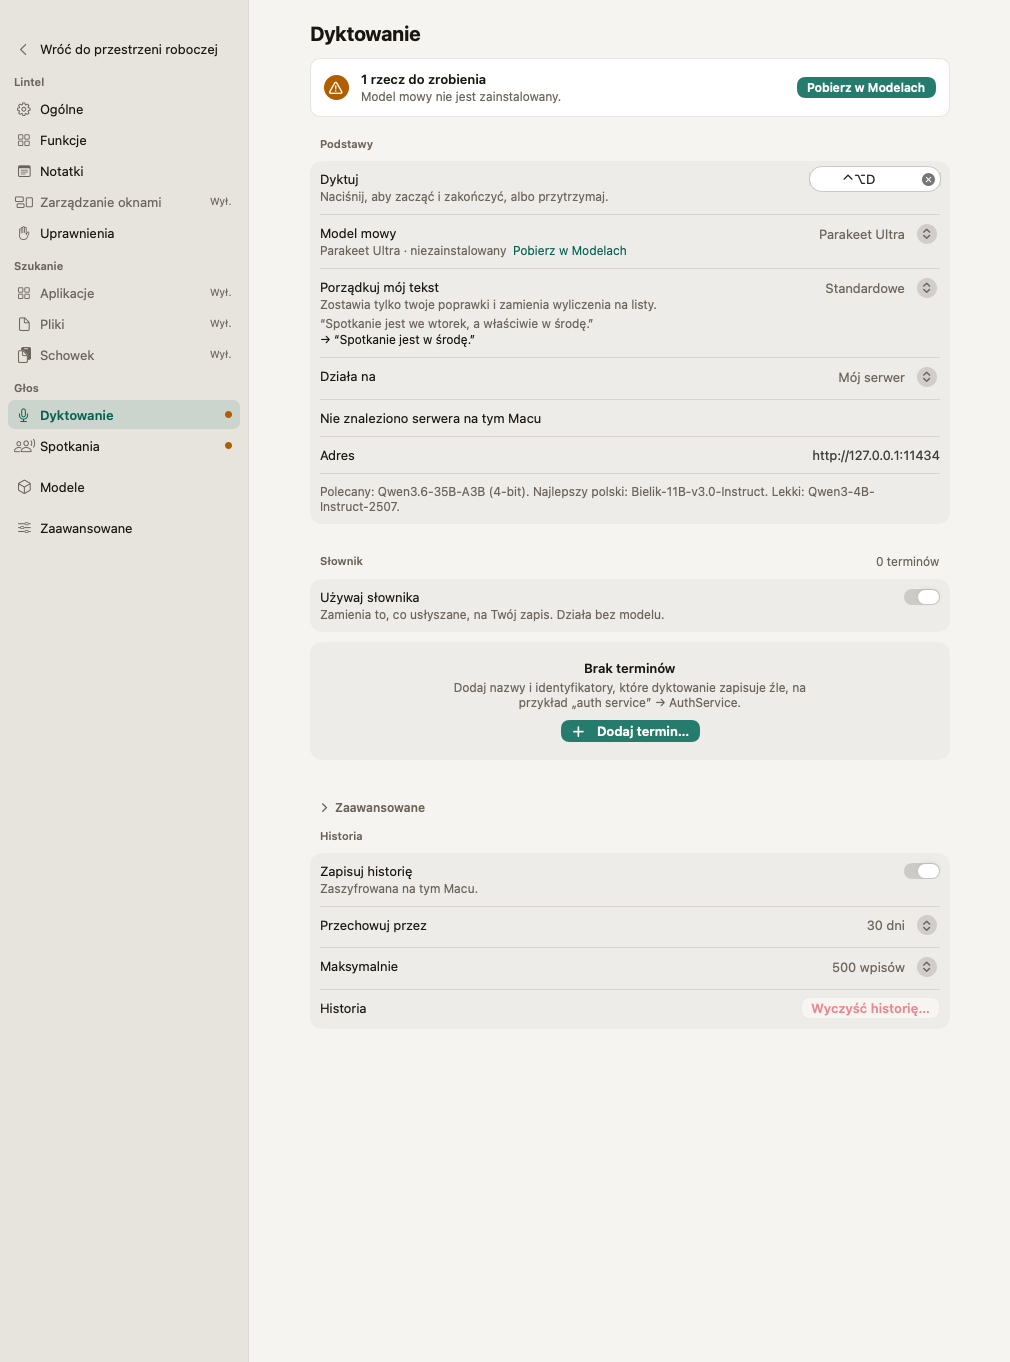 Wróć do przestrzeni roboczej
Lintel
Ogólne
Funkcje
Notatki
Zarządzanie oknami Wył.
Uprawnienia
Szukanie
Aplikacje Wył.
Pliki Wył.
Schowek Wył.
Głos
Dyktowanie
Spotkania
Modele
Zaawansowane
Dyktowanie
1 rzecz do zrobienia
Model mowy nie jest zainstalowany.
Pobierz w Modelach
Podstawy
Dyktuj
Naciśnij, aby zacząć i zakończyć, albo przytrzymaj.
⌃⌥D
Model mowy
Parakeet Ultra · niezainstalowany Pobierz w Modelach
Parakeet Ultra
Porządkuj mój tekst
Zostawia tylko twoje poprawki i zamienia wyliczenia na listy.
“Spotkanie jest we wtorek, a właściwie w środę.”
→ “Spotkanie jest w środę.”
Standardowe
Działa na
Mój serwer
Nie znaleziono serwera na tym Macu
Adres
http://127.0.0.1:11434
Polecany: Qwen3.6-35B-A3B (4-bit). Najlepszy polski: Bielik-11B-v3.0-Instruct. Lekki: Qwen3-4B-
Instruct-2507.
Słownik
0 terminów
Używaj słownika
Zamienia to, co usłyszane, na Twój zapis. Działa bez modelu.
Brak terminów
Dodaj nazwy i identyfikatory, które dyktowanie zapisuje źle, na
przykład „auth service” → AuthService.
+ Dodaj termin...
Zaawansowane
Historia
Zapisuj historię
Zaszyfrowana na tym Macu.
Przechowuj przez
30 dni
Maksymalnie
500 wpisów
Historia
Wyczyść historię...